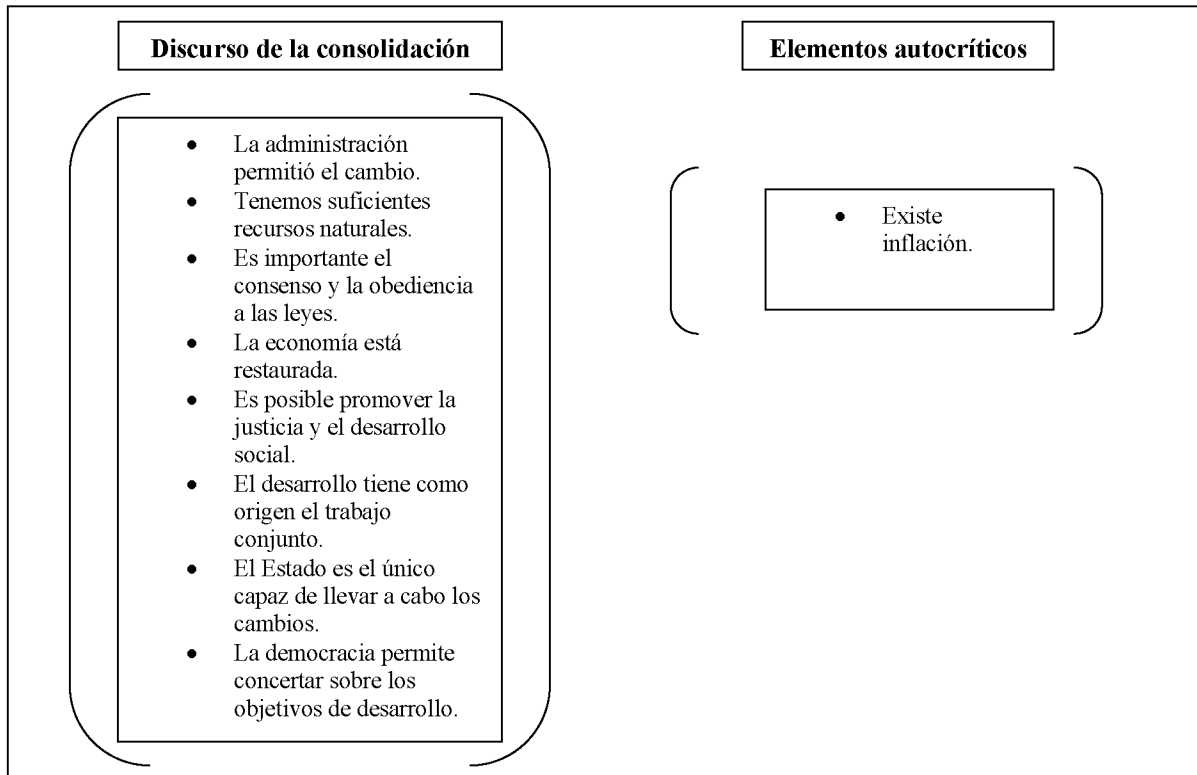 Discurso de la consolidación
• La administración
permitió el cambio.
• Tenemos suficientes
recursos naturales.
• Es importante el
consenso y la obediencia
a las leyes.
• La economía está
restaurada.
• Es posible promover la
justicia y el desarrollo
social.
• El desarrollo tiene como
origen el trabajo
conjunto.
• El Estado es el único
capaz de llevar a cabo los
cambios.
• La democracia permite
concertar sobre los
objetivos de desarrollo.
Elementos autocríticos
• Existe
inflación.